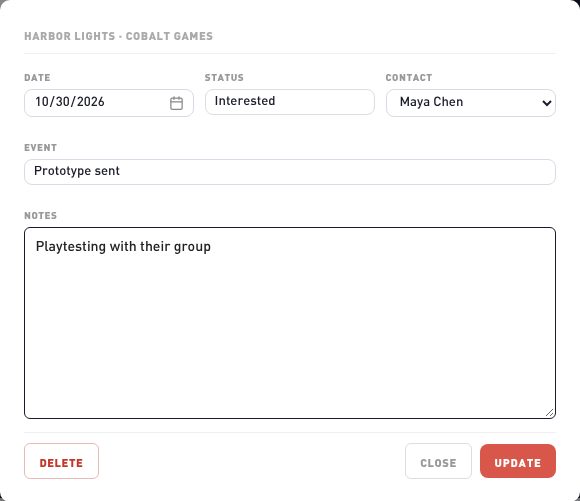 HARBOR LIGHTS · COBALT GAMES
DATE
STATUS
CONTACT
10/30/2026
Interested
Maya Chen
EVENT
Prototype sent
NOTES
Playtesting with their group
DELETE
CLOSE
UPDATE